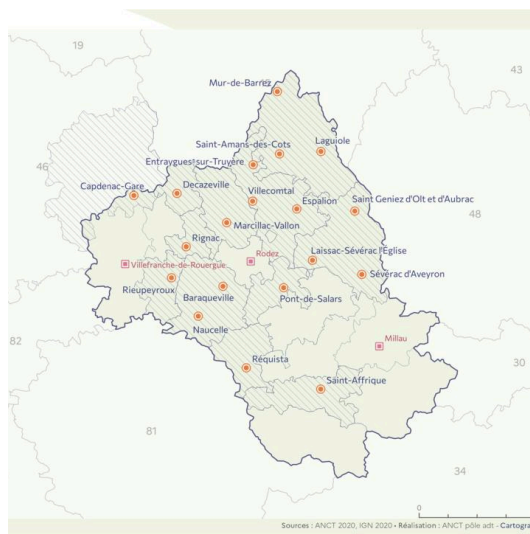 19
43
Mur-de-Barrez
Saint-Amans-des-Cots
Laguiole
Entraygues-sur-Truyère
46
Capdenac-Gare
Decazeville
Villecomtal
Espalion
Saint Geniez d'Olt et d'Aubrac
48
Marcillac-Vallon
Rignac
Rodez
Laissac-Sévérac l'Église
Villefranche-de-Rouergue
Sévérac d'Aveyron
Rieupeyroux
Baraqueville
Pont-de-Salars
Naucelle
82
Millau
Réquista
30
Saint-Affrique
81
34
0
Sources : ANCT 2020, IGN 2020 • Réalisation : ANCT pôle adt - Cartogra